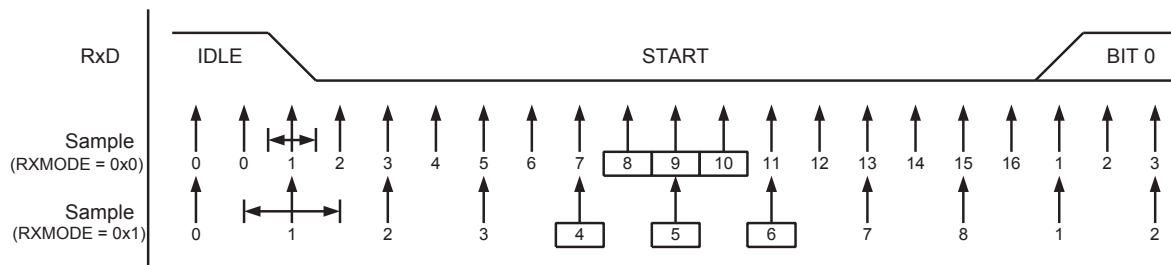 RxD IDLE START BIT 0
Sample
(RXMODE = 0x0) 0 0 1 2 3 4 5 6 7 8 9 10 11 12 13 14 15 16 1 2 3
Sample
(RXMODE = 0x1) 0 1 2 3 4 5 6 7 8 1 2